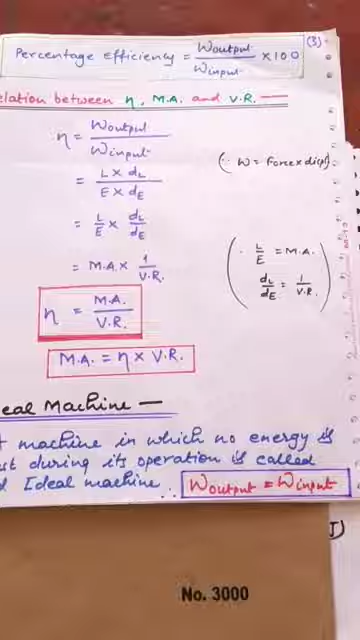 (3)
Percentage efficiency = Woutput / Winput × 100
elation between η, M.A. and V.R. —
η = Woutput / Winput
(∵ W = Force × displ
= L × dL / E × dE
= L/E × dL/dE
= M.A. × 1/V.R.
( ∵ L/E = M.A.
dL/dE = 1/V.R. )
η = M.A. / V.R.
M.A. = η × V.R.
eal Machine —
machine in which no energy is
st during its operation is called
Ideal machine. ∴ Woutput = Winput
No. 3000